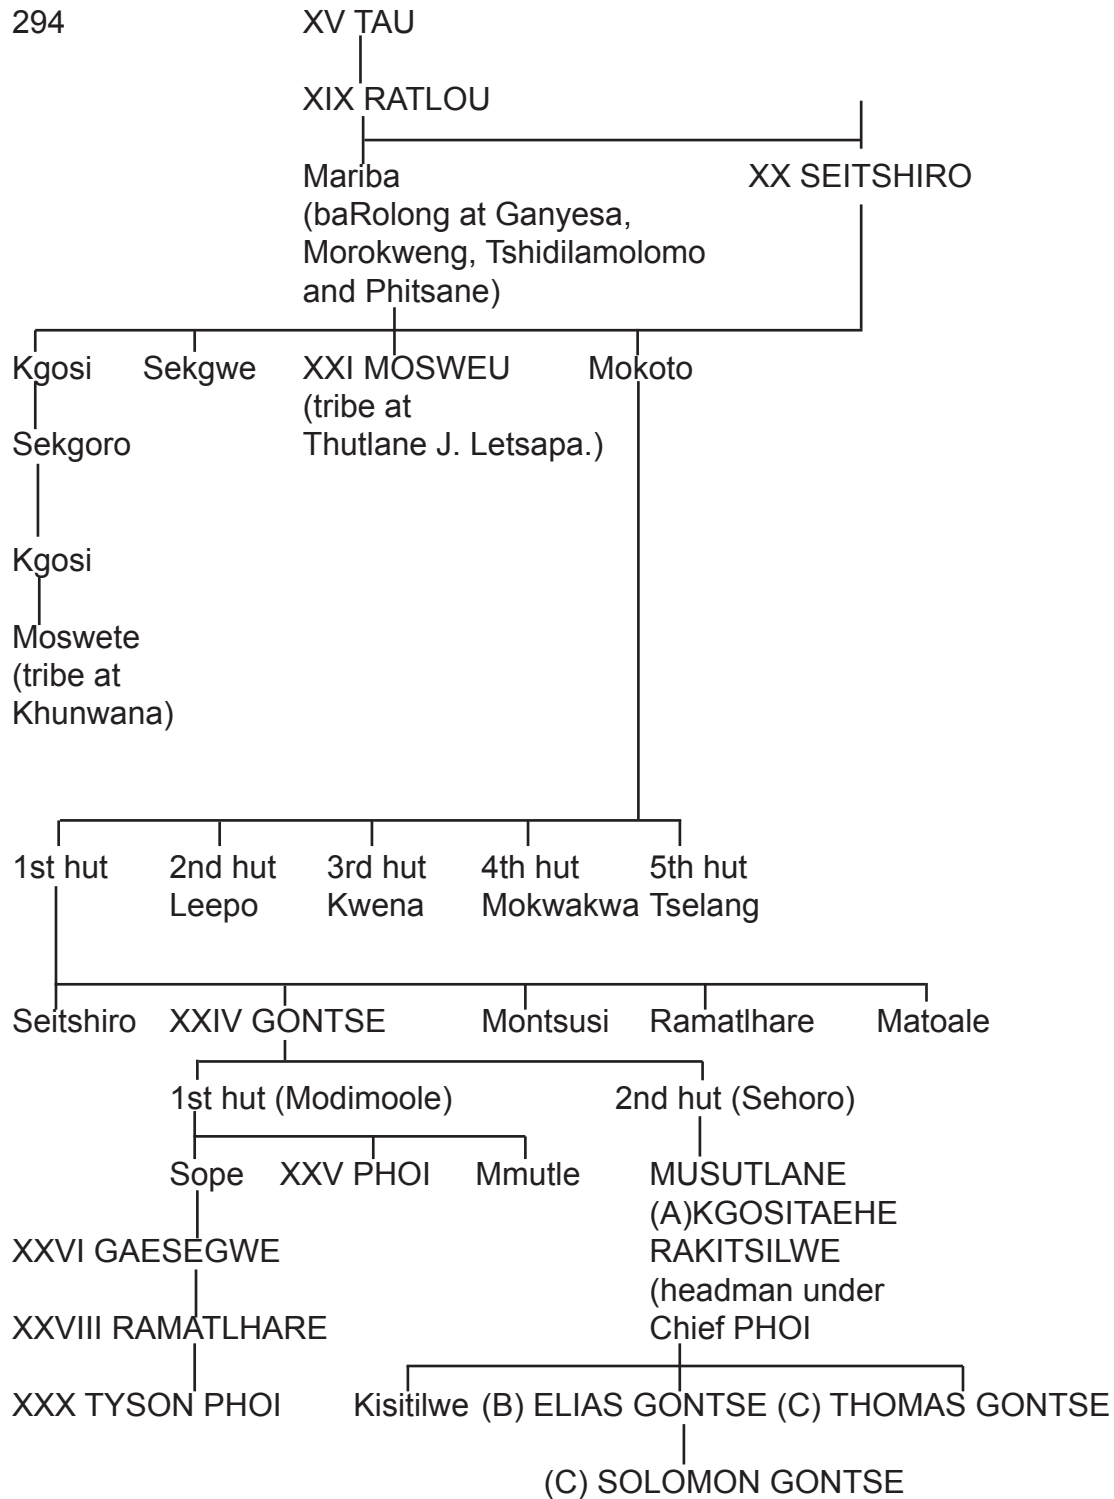 294
XV TAU
XIX RATLOU
Mariba
(baRolong at Ganyesa,
Morokweng, Tshidilamolomo
and Phitsane)
XX SEITSHIRO
Kgosi
Sekgwe
XXI MOSWEU
(tribe at
Thutlane J. Letsapa.)
Mokoto
Sekgoro
Kgosi
Moswete
(tribe at
Khunwana)
1st hut
2nd hut
Leepo
3rd hut
Kwena
4th hut
Mokwakwa
5th hut
Tselang
Seitshiro
XXIV GONTSE
Montsusi
Ramatlhare
Matoale
1st hut (Modimoole)
2nd hut (Sehoro)
Sope
XXV PHOI
Mmutle
MUSUTLANE
(A)KGOSITAEHE
RAKITSILWE
(headman under
Chief PHOI
XXVI GAESEGWE
XXVIII RAMATLHARE
XXX TYSON PHOI
Kisitilwe
(B) ELIAS GONTSE
(C) THOMAS GONTSE
(C) SOLOMON GONTSE